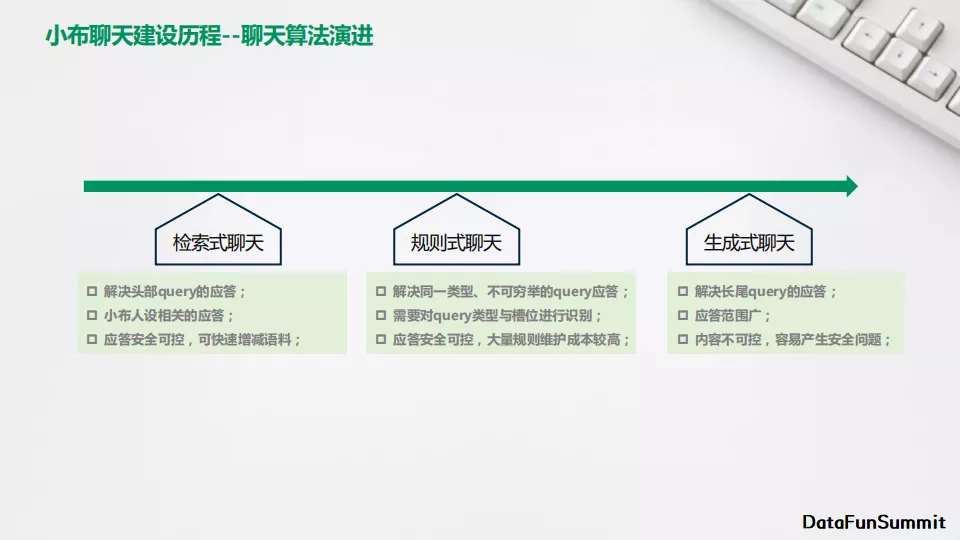 小布聊天建设历程--聊天算法演进
检索式聊天
解决头部query的应答；
小布人设相关的应答；
应答安全可控，可快速增减语料；
规则式聊天
解决同一类型、不可穷举的query应答；
需要对query类型与槽位进行识别；
应答安全可控，大量规则维护成本较高；
生成式聊天
解决长尾query的应答；
应答范围广；
内容不可控，容易产生安全问题；
DataFunSummit